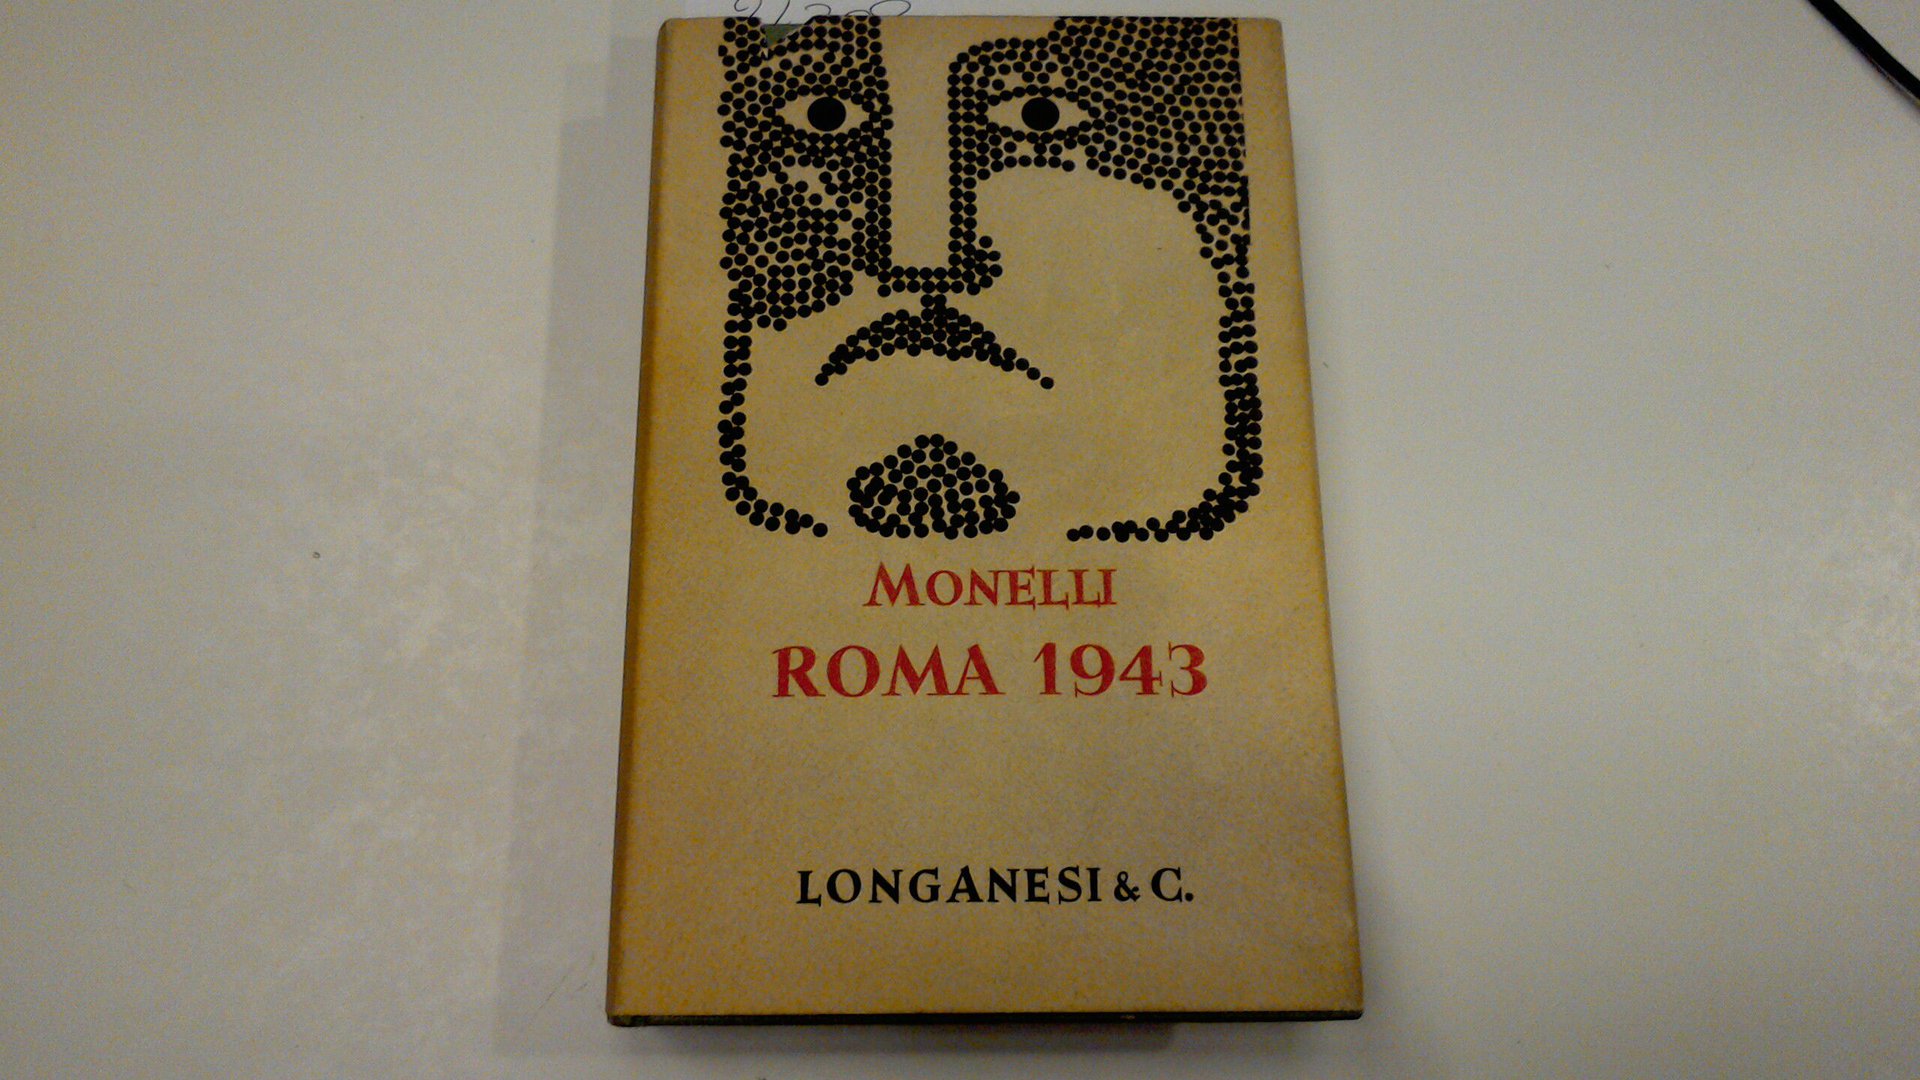 MONELLI
ROMA 1943
LONGANESI & C.